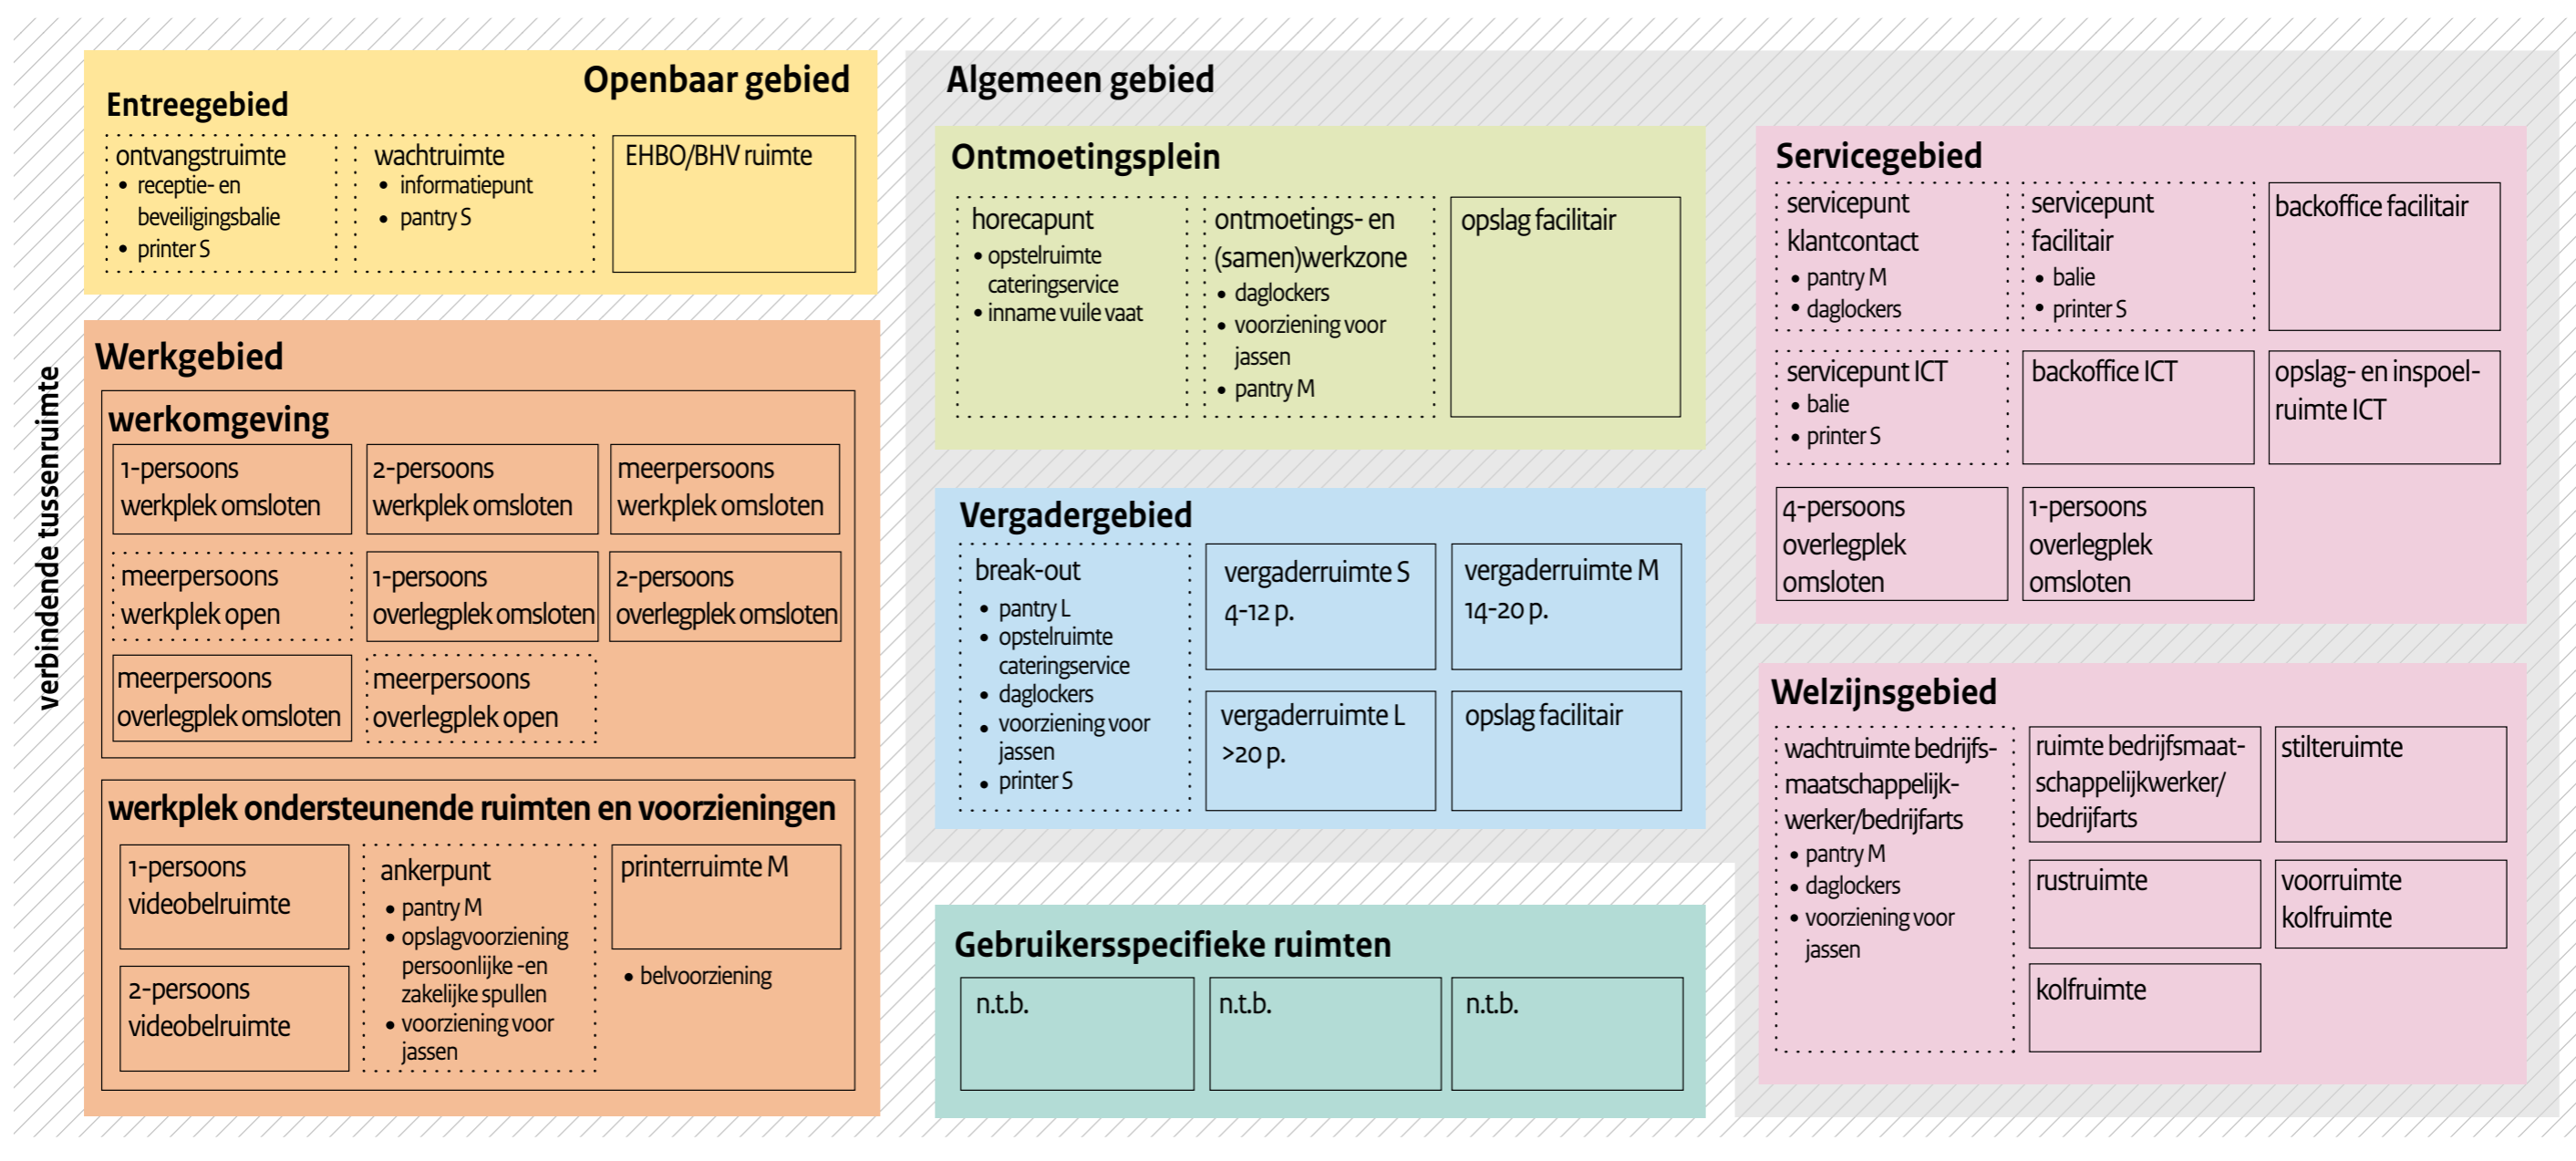 verbindende tussenruimte
Openbaar gebied
Entreegebied
ontvangstruimte
• receptie- en
beveiligingsbalie
• printer S
wachtruimte
• informatiepunt
• pantry S
EHBO/BHV ruimte
Werkgebied
werkomgeving
1-persoons
werkplek omsloten
2-persoons
werkplek omsloten
meerpersoons
werkplek omsloten
meerpersoons
werkplek open
1-persoons
overlegplek omsloten
2-persoons
overlegplek omsloten
meerpersoons
overlegplek omsloten
meerpersoons
overlegplek open
werkplek ondersteunende ruimten en voorzieningen
1-persoons
videobelruimte
2-persoons
videobelruimte
ankerpunt
• pantry M
• opslagvoorziening
persoonlijke -en
zakelijke spullen
• voorziening voor
jassen
printerruimte M
• belvoorziening
Algemeen gebied
Ontmoetingsplein
horecapunt
• opstelruimte
cateringservice
• inname vuile vaat
ontmoetings- en
(samen)werkzone
• daglockers
• voorziening voor
jassen
• pantry M
opslag facilitair
Vergadergebied
break-out
• pantry L
• opstelruimte
cateringservice
• daglockers
• voorziening voor
jassen
• printer S
vergaderruimte S
4-12 p.
vergaderruimte M
14-20 p.
vergaderruimte L
>20 p.
opslag facilitair
Gebruikersspecifieke ruimten
n.t.b.
n.t.b.
n.t.b.
Servicegebied
servicepunt
klantcontact
• pantry M
• daglockers
servicepunt
facilitair
• balie
• printer S
backoffice facilitair
servicepunt ICT
• balie
• printer S
backoffice ICT
opslag- en inspoel-
ruimte ICT
4-persoons
overlegplek
omsloten
1-persoons
overlegplek
omsloten
Welzijnsgebied
wachtruimte bedrijfs-
maatschappelijk-
werker/bedrijfarts
• pantry M
• daglockers
• voorziening voor
jassen
ruimte bedrijfsmaat-
schappelijkwerker/
bedrijfarts
stilteruimte
rustruimte
voorruimte
kolfruimte
kolfruimte